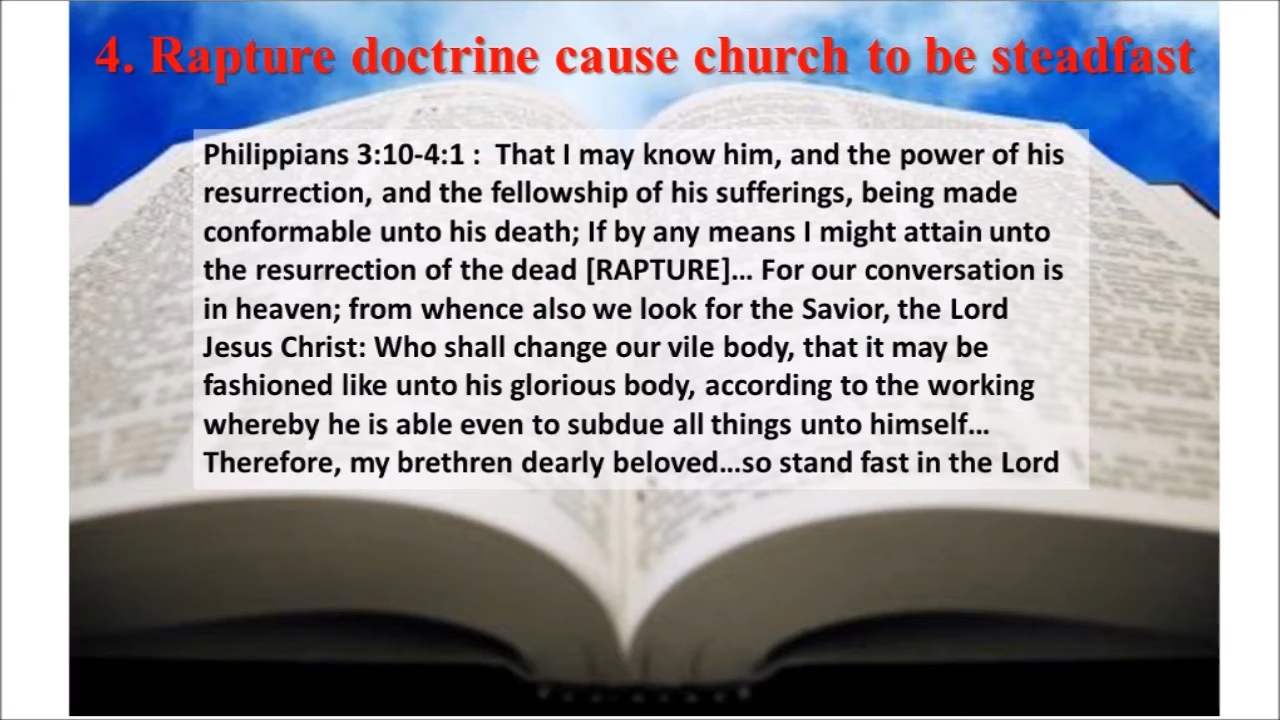 4. Rapture doctrine cause church to be steadfast
Philippians 3:10-4:1 : That I may know him, and the power of his
resurrection, and the fellowship of his sufferings, being made
conformable unto his death; If by any means I might attain unto
the resurrection of the dead [RAPTURE]... For our conversation is
in heaven; from whence also we look for the Savior, the Lord
Jesus Christ: Who shall change our vile body, that it may be
fashioned like unto his glorious body, according to the working
whereby he is able even to subdue all things unto himself...
Therefore, my brethren dearly beloved...so stand fast in the Lord